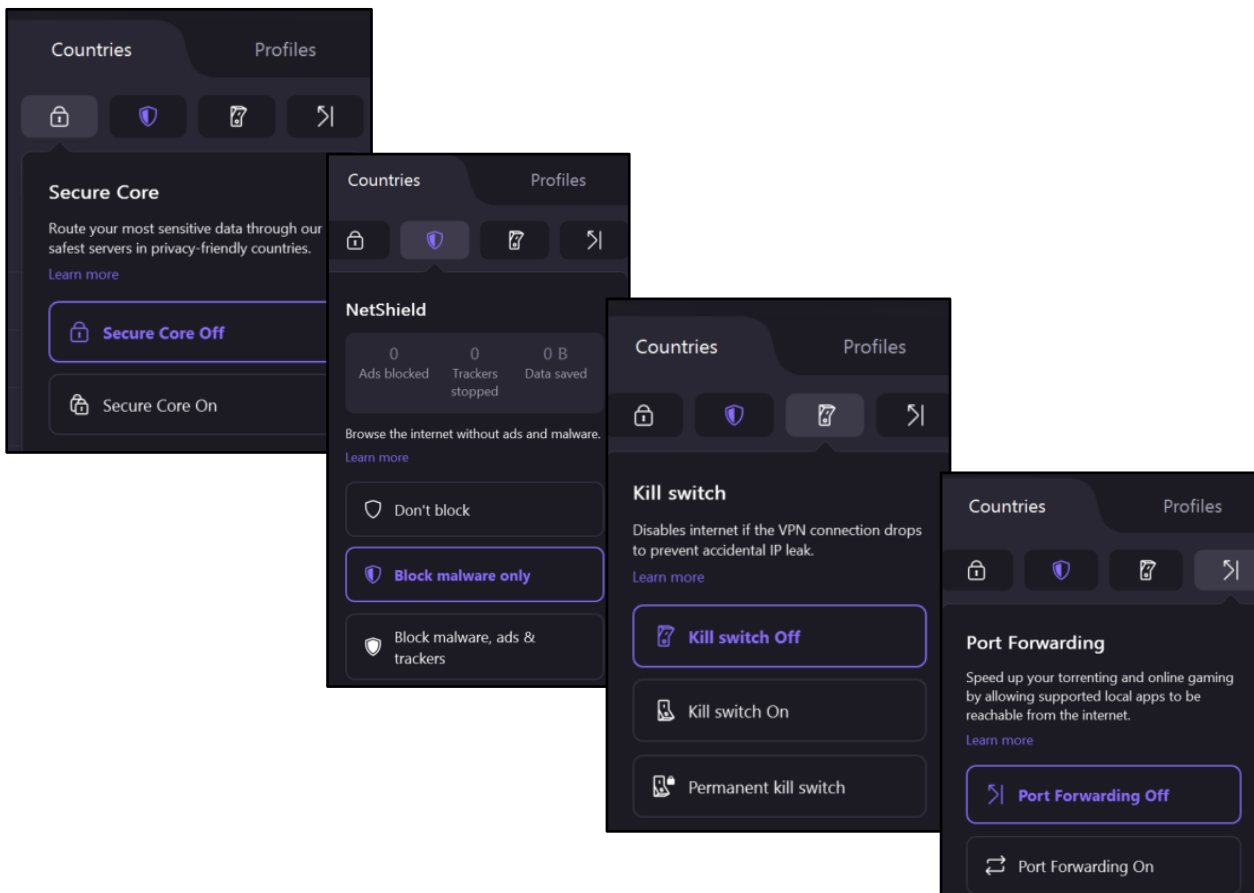 Countries
Profiles
Secure Core
Route your most sensitive data through our
safest servers in privacy-friendly countries.
Learn more
Secure Core Off
Secure Core On
Countries
Profiles
NetShield
0
0
0 B
Ads blocked
Trackers
stopped
Data saved
Browse the internet without ads and malware.
Learn more
Don't block
Block malware only
Block malware, ads &
trackers
Countries
Profiles
Kill switch
Disables internet if the VPN connection drops
to prevent accidental IP leak.
Learn more
Kill switch Off
Kill switch On
Permanent kill switch
Countries
Profiles
Port Forwarding
Speed up your torrenting and online gaming
by allowing supported local apps to be
reachable from the internet.
Learn more
Port Forwarding Off
Port Forwarding On